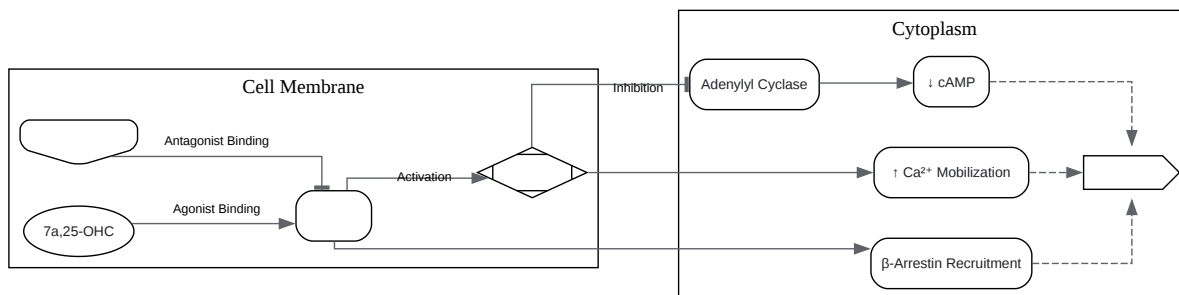 Cytoplasm
Cell Membrane
Inhibition
Adenylyl Cyclase
↓ cAMP
Antagonist Binding
Activation
↑ Ca²⁺ Mobilization
Agonist Binding
7a,25-OHC
β-Arrestin Recruitment